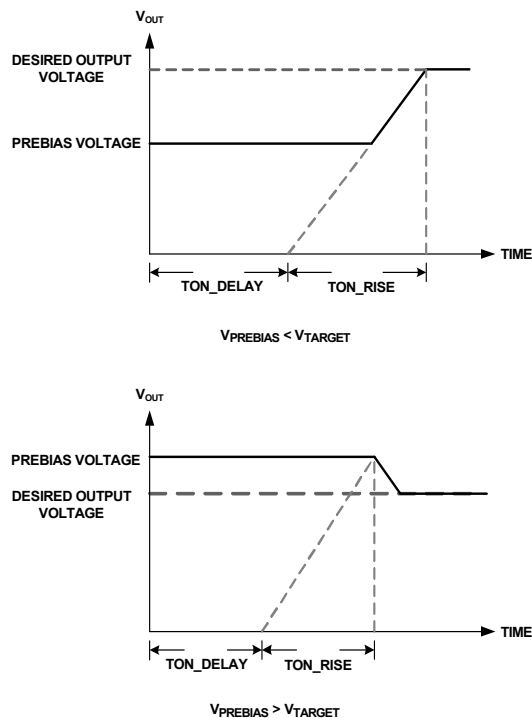 VOUT
DESIRED OUTPUT
VOLTAGE
PREBIAS VOLTAGE
TIME
TON_DELAY
TON_RISE
VPREBIAS < VTARGET
VOUT
PREBIAS VOLTAGE
DESIRED OUTPUT
VOLTAGE
TIME
TON_DELAY
TON_RISE
VPREBIAS > VTARGET